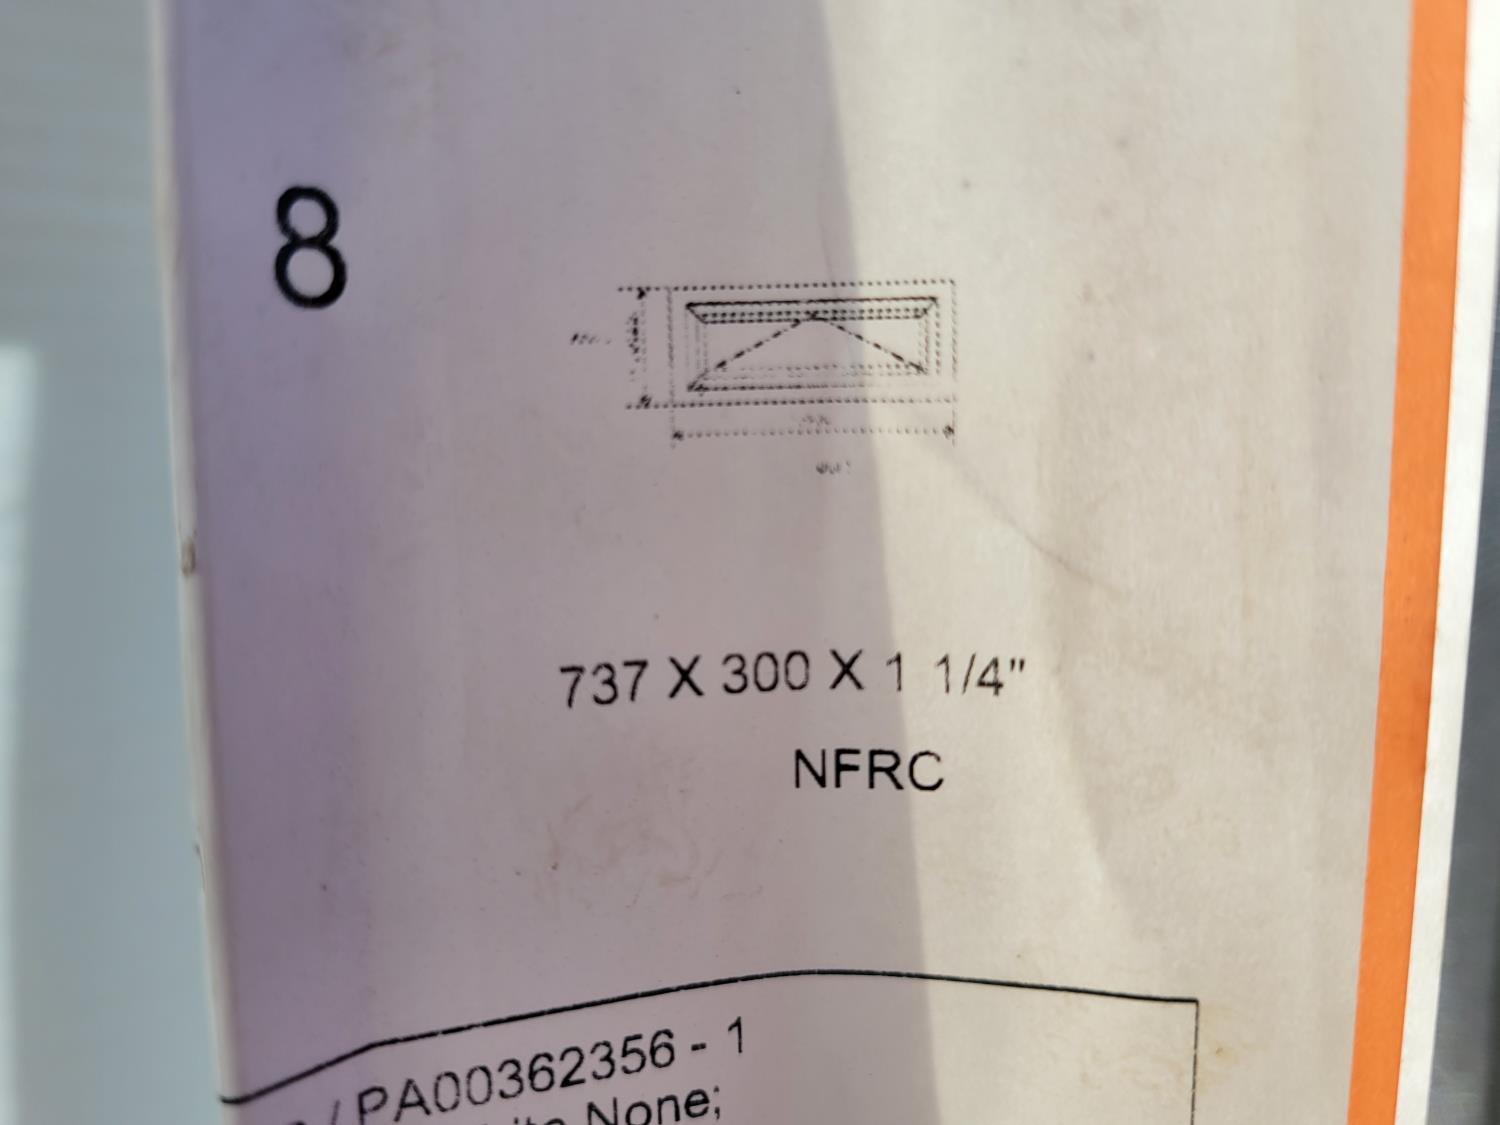 8
737 X 300 X 1 1/4"
NFRC
/ PA00362356 - 1
None;